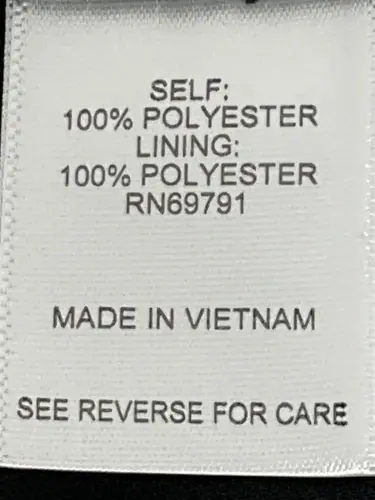 SELF:
100% POLYESTER
LINING:
100% POLYESTER
RN69791
MADE IN VIETNAM
SEE REVERSE FOR CARE